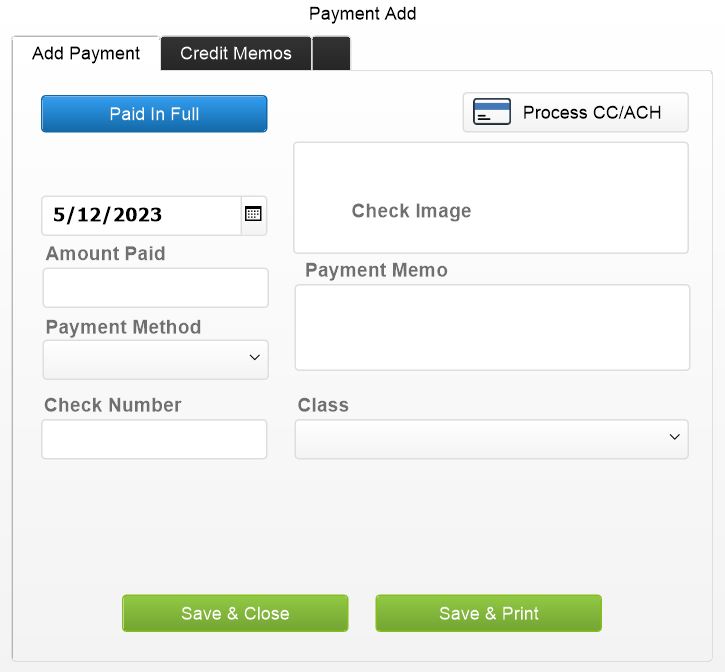 Payment Add
Add Payment
Credit Memos
Paid In Full
Process CC/ACH
Check Image
5/12/2023
Amount Paid
Payment Memo
Payment Method
Check Number
Class
Save & Close
Save & Print